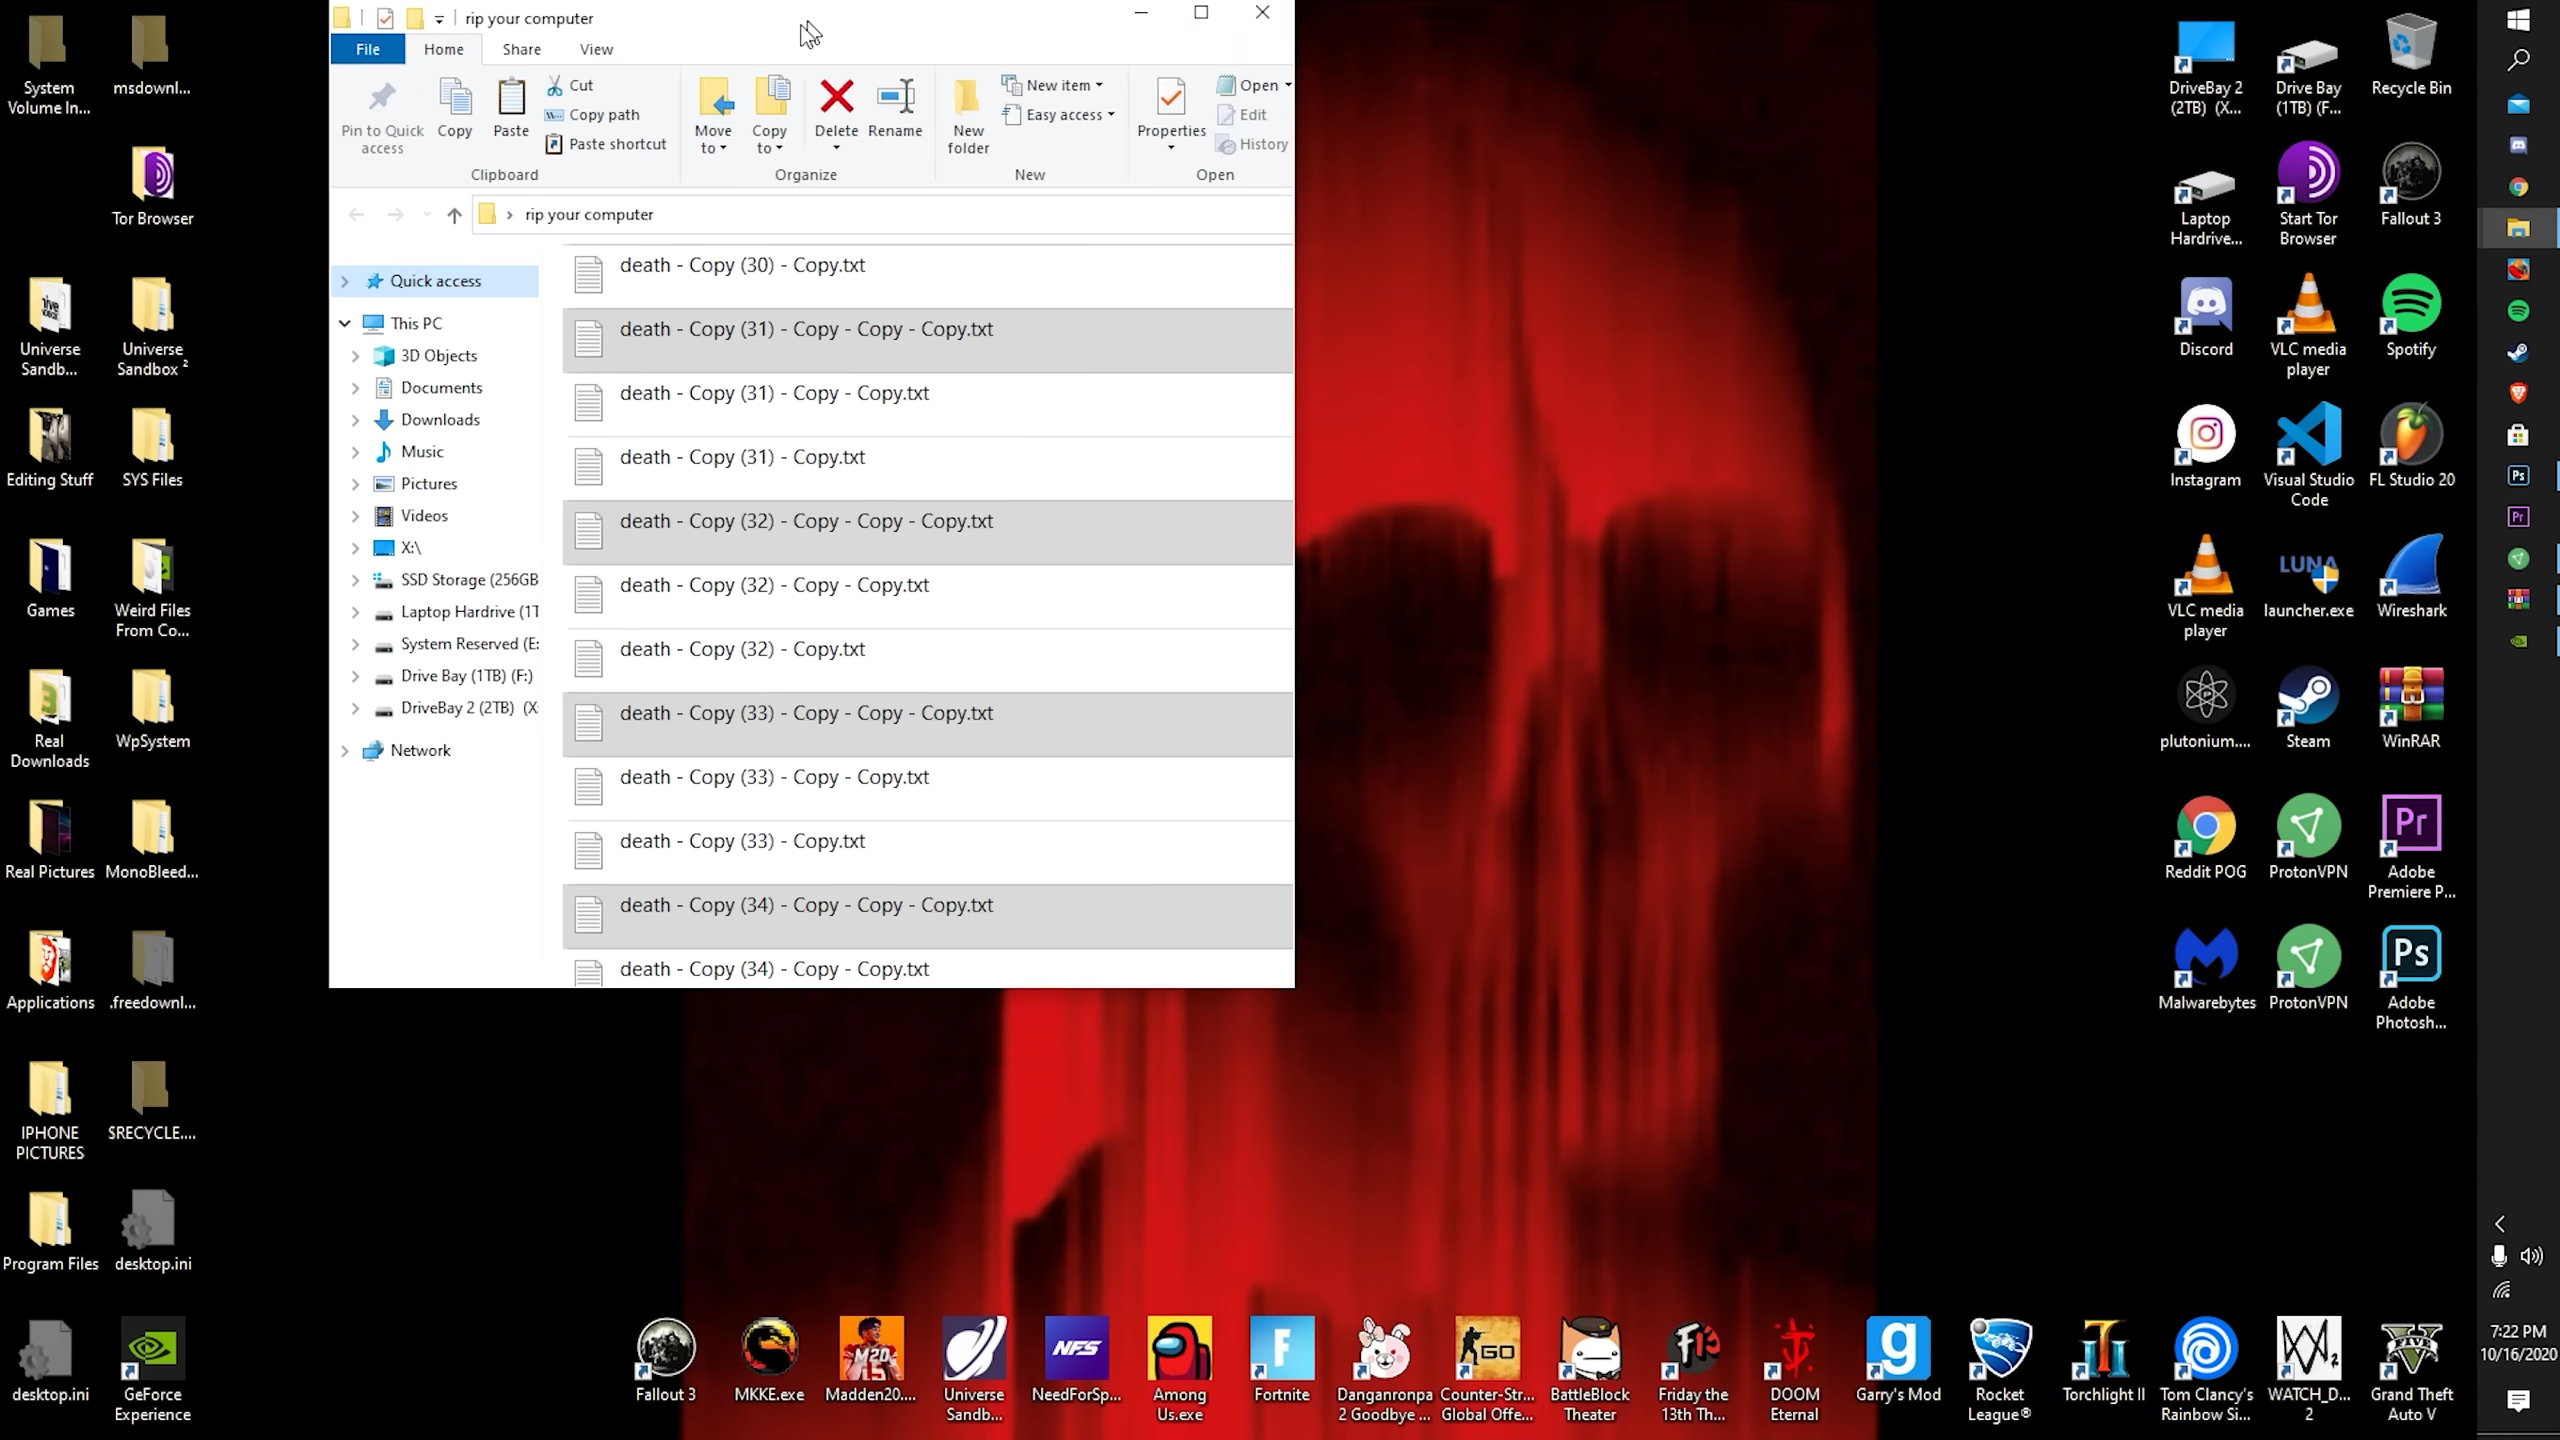 System
Volume In...
msdownl...
Tor Browser
Universe
Sandb...
Universe
Sandbox ²
Editing Stuff
SYS Files
Games
Weird Files
From Co...
Real
Downloads
WpSystem
Real Pictures
MonoBleed...
Applications
.freedownl...
IPHONE
PICTURES
$RECYCLE....
Program Files
desktop.ini
desktop.ini
GeForce
Experience
rip your computer
File
Home
Share
View
Pin to Quick
access
Copy
Paste
Cut
Copy path
Paste shortcut
Clipboard
Move
to
Copy
to
Delete
Rename
Organize
New
folder
New item
Easy access
New
Properties
Open
Edit
History
Open
rip your computer
Quick access
This PC
3D Objects
Documents
Downloads
Music
Pictures
Videos
X:\
SSD Storage (256GB
Laptop Hardrive (1T
System Reserved (E:
Drive Bay (1TB) (F:)
DriveBay 2 (2TB) (X:
Network
death - Copy (30) - Copy.txt
death - Copy (31) - Copy - Copy - Copy.txt
death - Copy (31) - Copy - Copy.txt
death - Copy (31) - Copy.txt
death - Copy (32) - Copy - Copy - Copy.txt
death - Copy (32) - Copy - Copy.txt
death - Copy (32) - Copy.txt
death - Copy (33) - Copy - Copy - Copy.txt
death - Copy (33) - Copy - Copy.txt
death - Copy (33) - Copy.txt
death - Copy (34) - Copy - Copy - Copy.txt
death - Copy (34) - Copy - Copy.txt
DriveBay 2
(2TB) (X...
Drive Bay
(1TB) (F...
Recycle Bin
Laptop
Hardrive...
Start Tor
Browser
Fallout 3
Discord
VLC media
player
Spotify
Instagram
Visual Studio
Code
FL Studio 20
VLC media
player
LUNA
launcher.exe
Wireshark
plutonium....
Steam
WinRAR
Reddit POG
ProtonVPN
Pr
Adobe
Premiere P...
Malwarebytes
ProtonVPN
Ps
Adobe
Photosh...
Ps
Pr
Fallout 3
MKKE.exe
M20
Madden20....
Universe
Sandb...
NFS
NeedForSp...
Among
Us.exe
F
Fortnite
Danganronpa
2 Goodbye ...
GO
Counter-Str...
Global Offe...
BattleBlock
Theater
F13
Friday the
13th Th...
DOOM
Eternal
g
Garry's Mod
Rocket
League®
Torchlight II
Tom Clancy's
Rainbow Si...
WATCH_D...
2
V
Grand Theft
Auto V
7:22 PM
10/16/2020